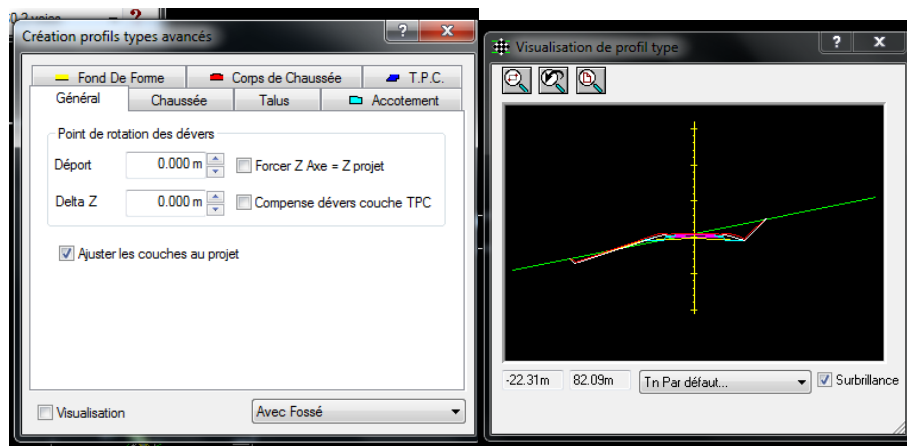 Création profils types avancés
?
x
Fond De Forme
Corps de Chaussée
T.P.C.
Général
Chaussée
Talus
Accotement
Point de rotation des dévers
Déport
0.000 m
Forcer Z Axe = Z projet
Delta Z
0.000 m
Compense dévers couche TPC
Ajuster les couches au projet
Visualisation
Avec Fossé
Visualisation de profil type
?
x
-22.31m
82.09m
Tn Par défaut...
Surbrillance